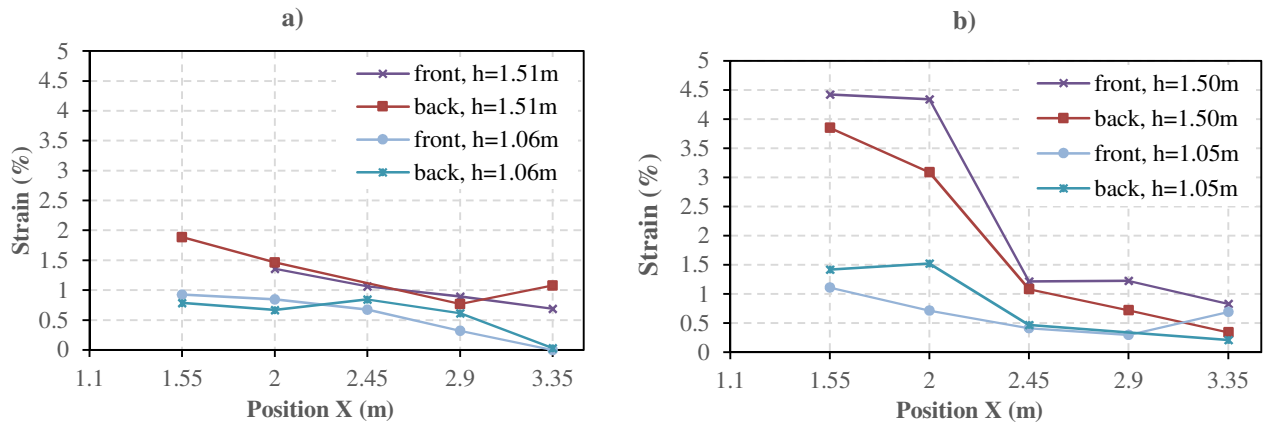 a)
5
4.5
4
3.5
3
2.5
2
1.5
1
0.5
0
Strain (%)
front, h=1.51m
back, h=1.51m
front, h=1.06m
back, h=1.06m
1.1 1.55 2 2.45 2.9 3.35
Position X (m)
b)
5
4.5
4
3.5
3
2.5
2
1.5
1
0.5
0
Strain (%)
front, h=1.50m
back, h=1.50m
front, h=1.05m
back, h=1.05m
1.1 1.55 2 2.45 2.9 3.35
Position X (m)